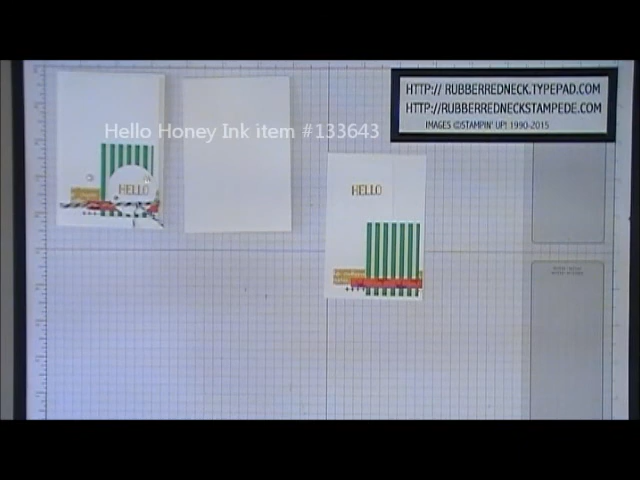 HTTP:// RUBBERREDNECK.TYPEPAD.COM
HTTP://RUBBERREDNECKSTAMPEDE.COM
IMAGES ©STAMPIN' UP! 1990-2015
Hello Honey Ink item #133643
HELLO
HELLO